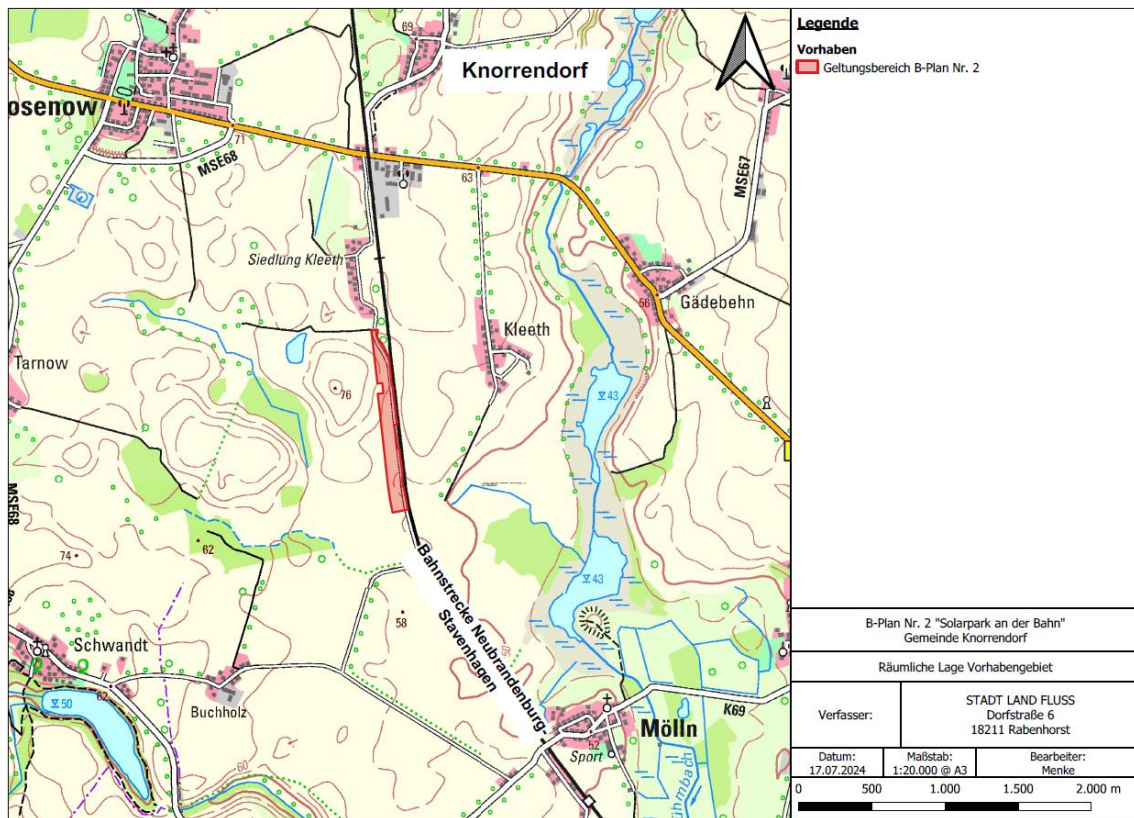 69
Knorrendorf
osenow
71
MSE68
63
MSE67
Siedlung Kleeth
56
Gädebehn
Kleeth
Tarnow
76
43
MSE68
74
62
43
Bahnstrecke Neubrandenburg-
Stavenhagen
58
50
Schwandt
62
50
Buchholz
60
K69
Mölln
52
Sport
ühmbach
Legende
Vorhaben
Geltungsbereich B-Plan Nr. 2
B-Plan Nr. 2 "Solarpark an der Bahn"
Gemeinde Knorrendorf
Räumliche Lage Vorhabengebiet
Verfasser:
STADT LAND FLUSS
Dorfstraße 6
18211 Rabenhorst
Datum:
17.07.2024
Maßstab:
1:20.000 @ A3
Bearbeiter:
Menke
0 500 1.000 1.500 2.000 m